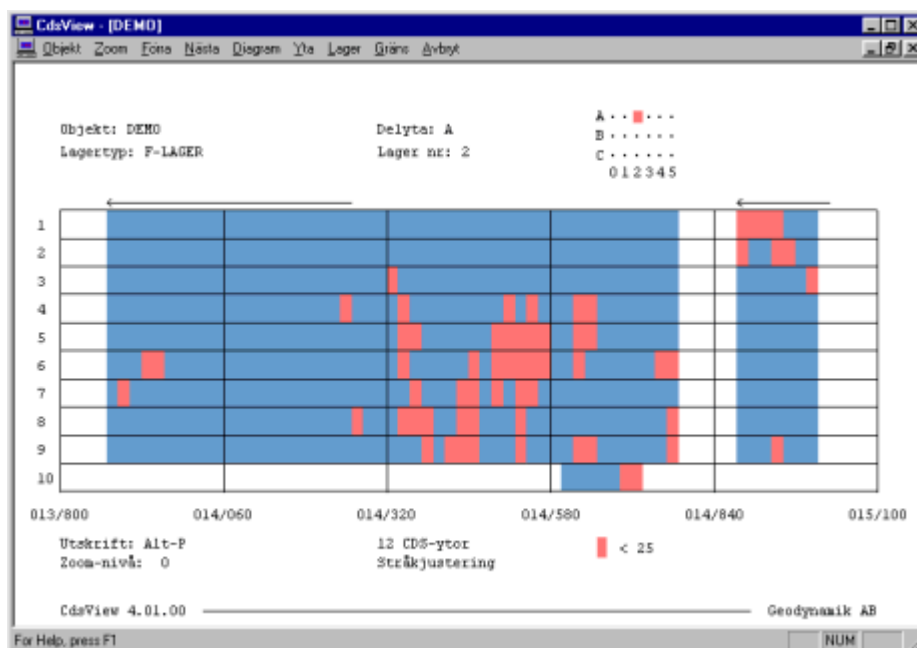 CdsView - [DEMO]
Objekt Zoom Föna Nästa Diagram Yta Lager Gräns Avbryt
Objekt: DEMO
Delyta: A
Lagertyp: F-LAGER
Lager nr: 2
A
B
C
0 1 2 3 4 5
1
2
3
4
5
6
7
8
9
10
013/800 014/060 014/320 014/580 014/840 015/100
Utskrift: Alt-P
12 CDS-ytor
< 25
Zoom-nivå: 0
Stråkjustering
CdsView 4.01.00
Geodynamik AB
For Help, press F1
NUM